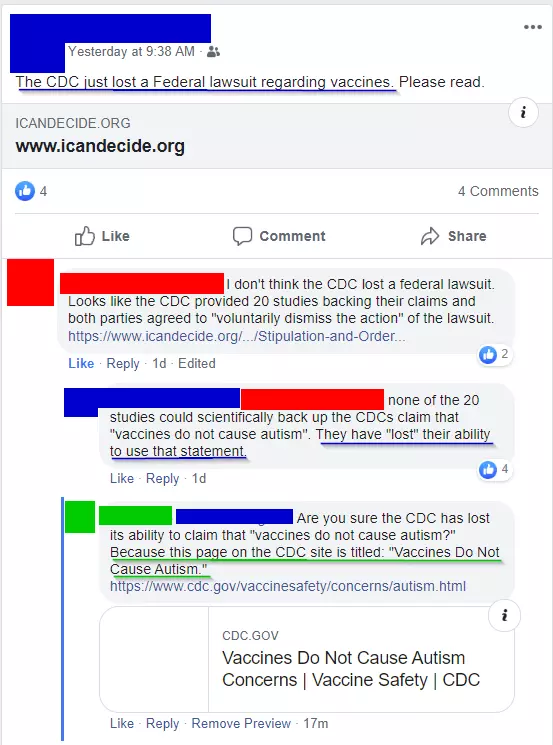 Yesterday at 9:38 AM ·
The CDC just lost a Federal lawsuit regarding vaccines. Please read.
ICANDECIDE.ORG
www.icandecide.org
i
4
4 Comments
Like
Comment
Share
I don't think the CDC lost a federal lawsuit.
Looks like the CDC provided 20 studies backing their claims and
both parties agreed to "voluntarily dismiss the action" of the lawsuit.
https://www.icandecide.org/.../Stipulation-and-Order...
2
Like · Reply · 1d · Edited
none of the 20
studies could scientifically back up the CDCs claim that
"vaccines do not cause autism". They have "lost" their ability
to use that statement.
4
Like · Reply · 1d
Are you sure the CDC has lost
its ability to claim that "vaccines do not cause autism?"
Because this page on the CDC site is titled: "Vaccines Do Not
Cause Autism."
https://www.cdc.gov/vaccinesafety/concerns/autism.html
i
CDC.GOV
Vaccines Do Not Cause Autism
Concerns | Vaccine Safety | CDC
Like · Reply · Remove Preview · 17m